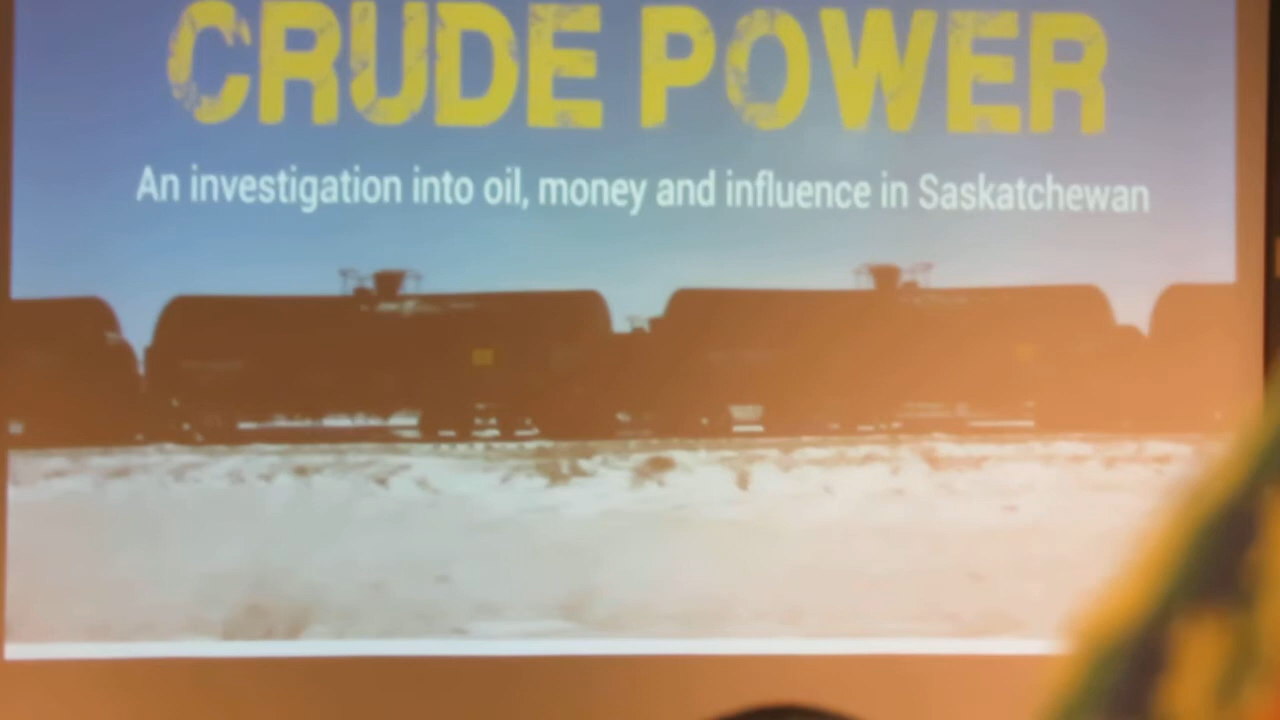 CRUDE POWER
An investigation into oil, money and influence in Saskatchewan